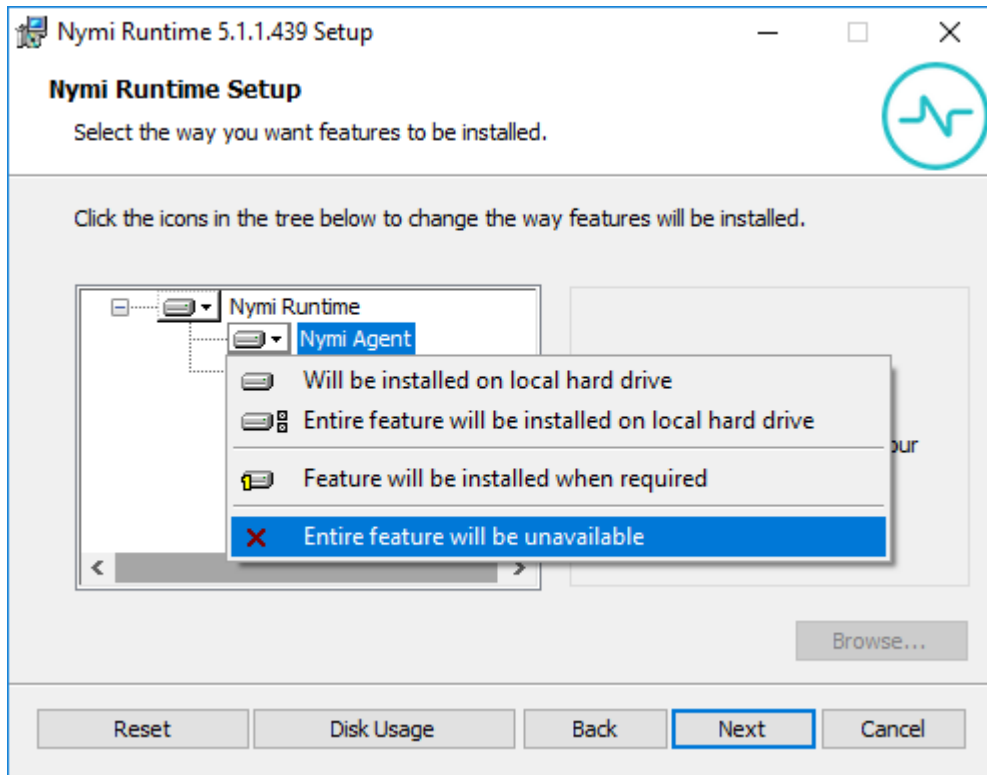 Nymi Runtime 5.1.1.439 Setup
Nymi Runtime Setup
Select the way you want features to be installed.
Click the icons in the tree below to change the way features will be installed.
Nymi Runtime
Nymi Agent
Will be installed on local hard drive
Entire feature will be installed on local hard drive
Feature will be installed when required
Entire feature will be unavailable
Browse...
Reset
Disk Usage
Back
Next
Cancel